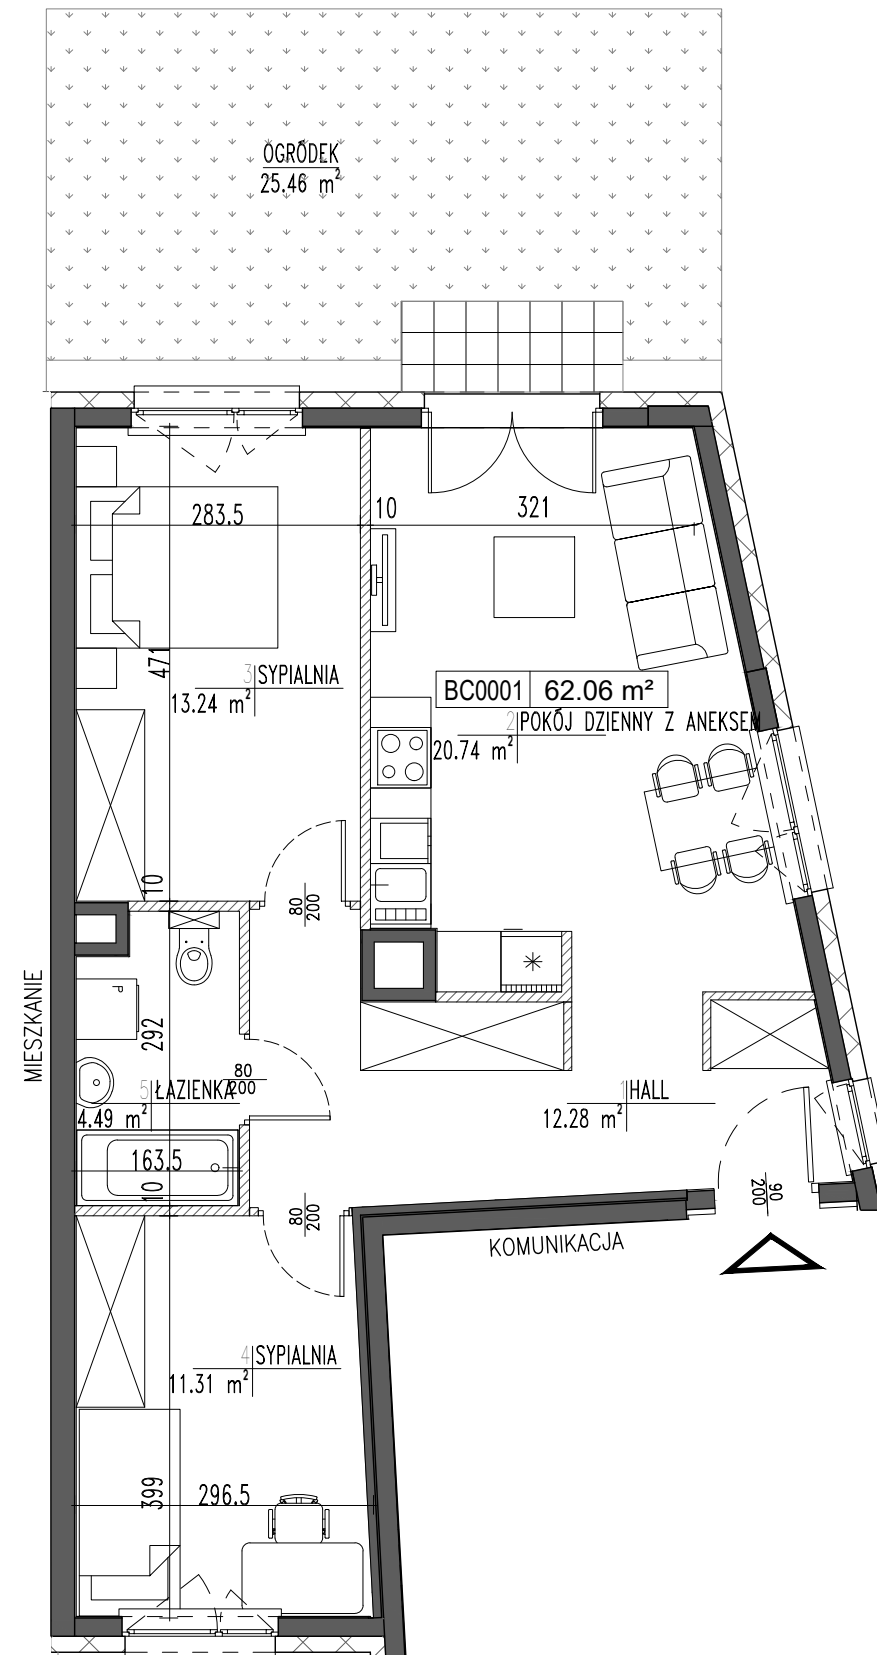 OGRÓDEK
25.46 m²
283.5
10
321
471
3 SYPIALNIA
13.24 m²
BC0001 62.06 m²
2 POKÓJ DZIENNY Z ANEKSEM
20.74 m²
10
80
200
MIESZKANIE
P
292
80
200
5 ŁAZIENKA
4.49 m²
1 HALL
12.28 m²
163.5
10
80
200
90
200
KOMUNIKACJA
4 SYPIALNIA
11.31 m²
399
296.5